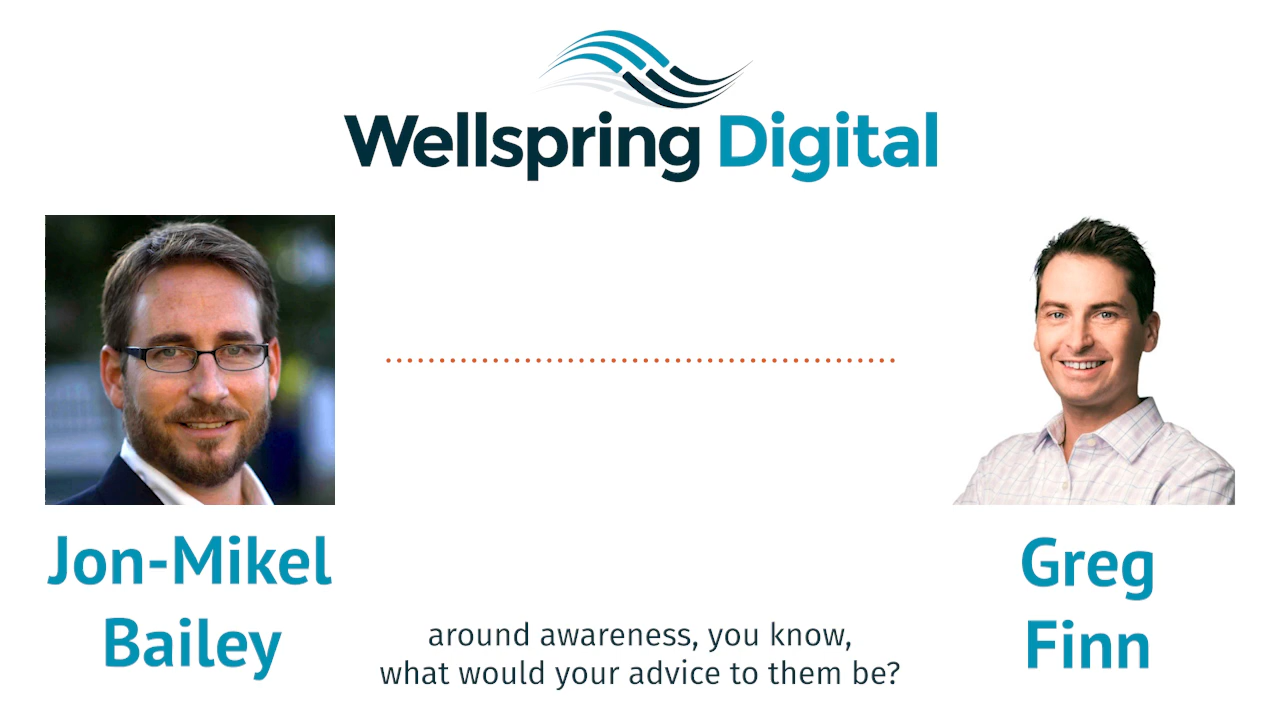 Wellspring Digital
Jon-Mikel
Bailey
Greg
Finn
around awareness, you know,
what would your advice to them be?